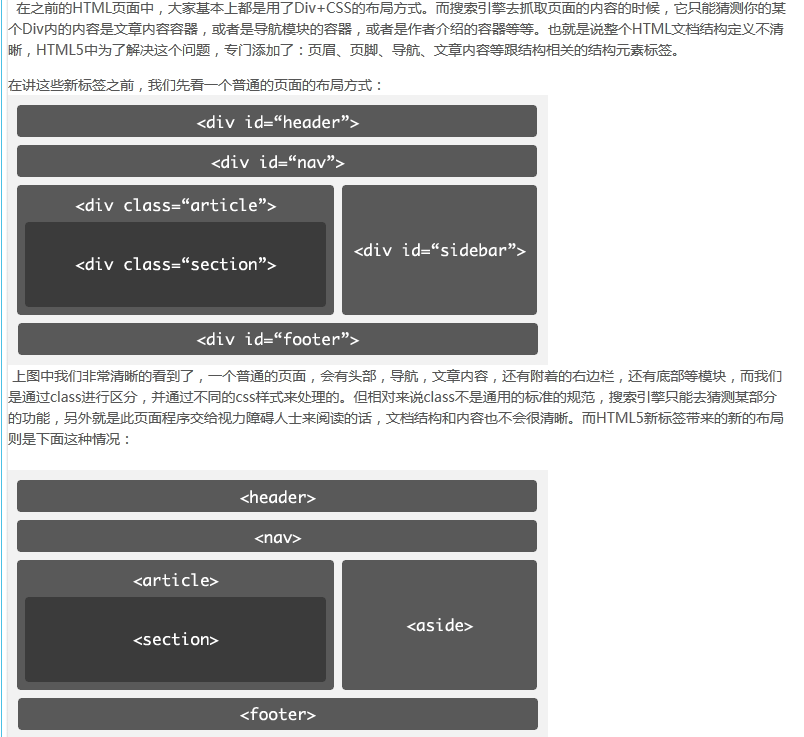 在之前的HTML页面中，大家基本上都是用了Div+CSS的布局方式。而搜索引擎去抓取页面的内容的时候，它只能猜测你的某
个Div内的内容是文章内容容器，或者是导航模块的容器，或者是作者介绍的容器等等。也就是说整个HTML文档结构定义不清
晰，HTML5中为了解决这个问题，专门添加了：页眉、页脚、导航、文章内容等跟结构相关的结构元素标签。
在讲这些新标签之前，我们先看一个普通的页面的布局方式：
<div id=“header”>
<div id=“nav”>
<div class=“article”>
<div class=“section”>
<div id=“sidebar”>
<div id=“footer”>
上图中我们非常清晰的看到了，一个普通的页面，会有头部，导航，文章内容，还有附着的右边栏，还有底部等模块，而我们
是通过class进行区分，并通过不同的css样式来处理的。但相对来说class不是通用的标准的规范，搜索引擎只能去猜测某部分
的功能，另外就是此页面程序交给视力障碍人士来阅读的话，文档结构和内容也不会很清晰。而HTML5新标签带来的新的布局
则是下面这种情况：
<header>
<nav>
<article>
<section>
<aside>
<footer>